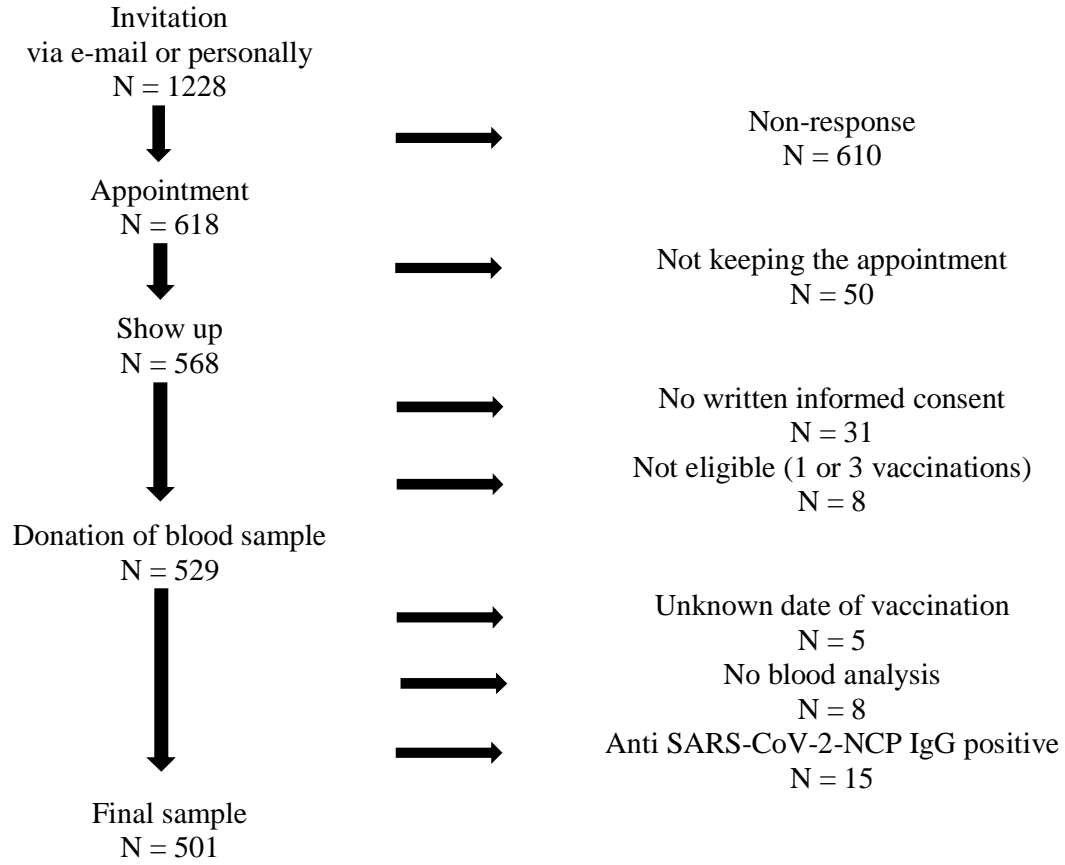 Invitation
via e-mail or personally
N = 1228
Non-response
N = 610
Appointment
N = 618
Not keeping the appointment
N = 50
Show up
N = 568
No written informed consent
N = 31
Not eligible (1 or 3 vaccinations)
N = 8
Donation of blood sample
N = 529
Unknown date of vaccination
N = 5
No blood analysis
N = 8
Anti SARS-CoV-2-NCP IgG positive
N = 15
Final sample
N = 501